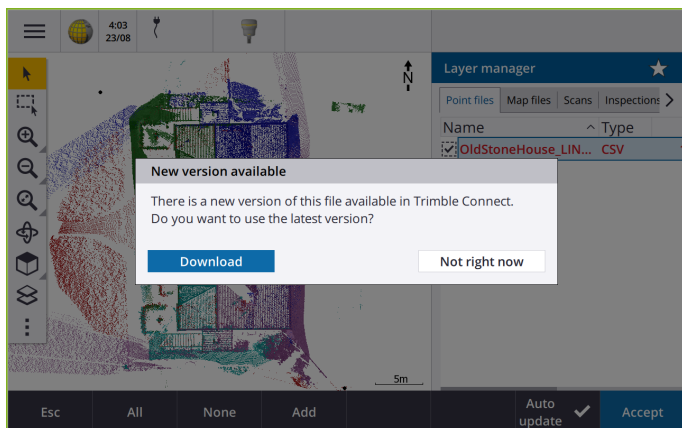 4:03
23/08
N
Layer manager
Point files
Map files
Scans
Inspections
Name
Type
OldStoneHouse_LIN...
CSV
New version available
There is a new version of this file available in Trimble Connect.
Do you want to use the latest version?
Download
Not right now
5m
Esc
All
None
Add
Auto
update
Accept